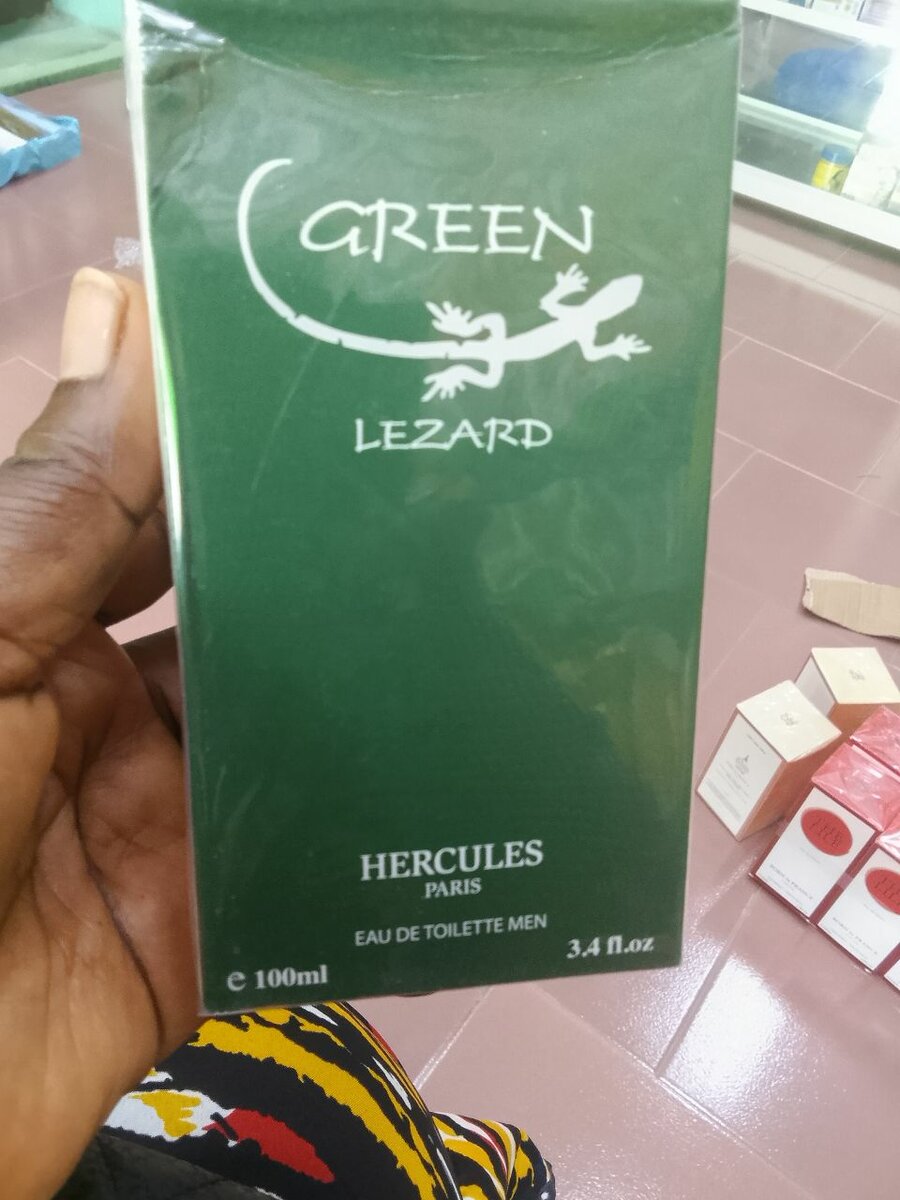 GREEN
LEZARD
HERCULES
PARIS
EAU DE TOILETTE MEN
℮ 100ml
3.4 fl.oz